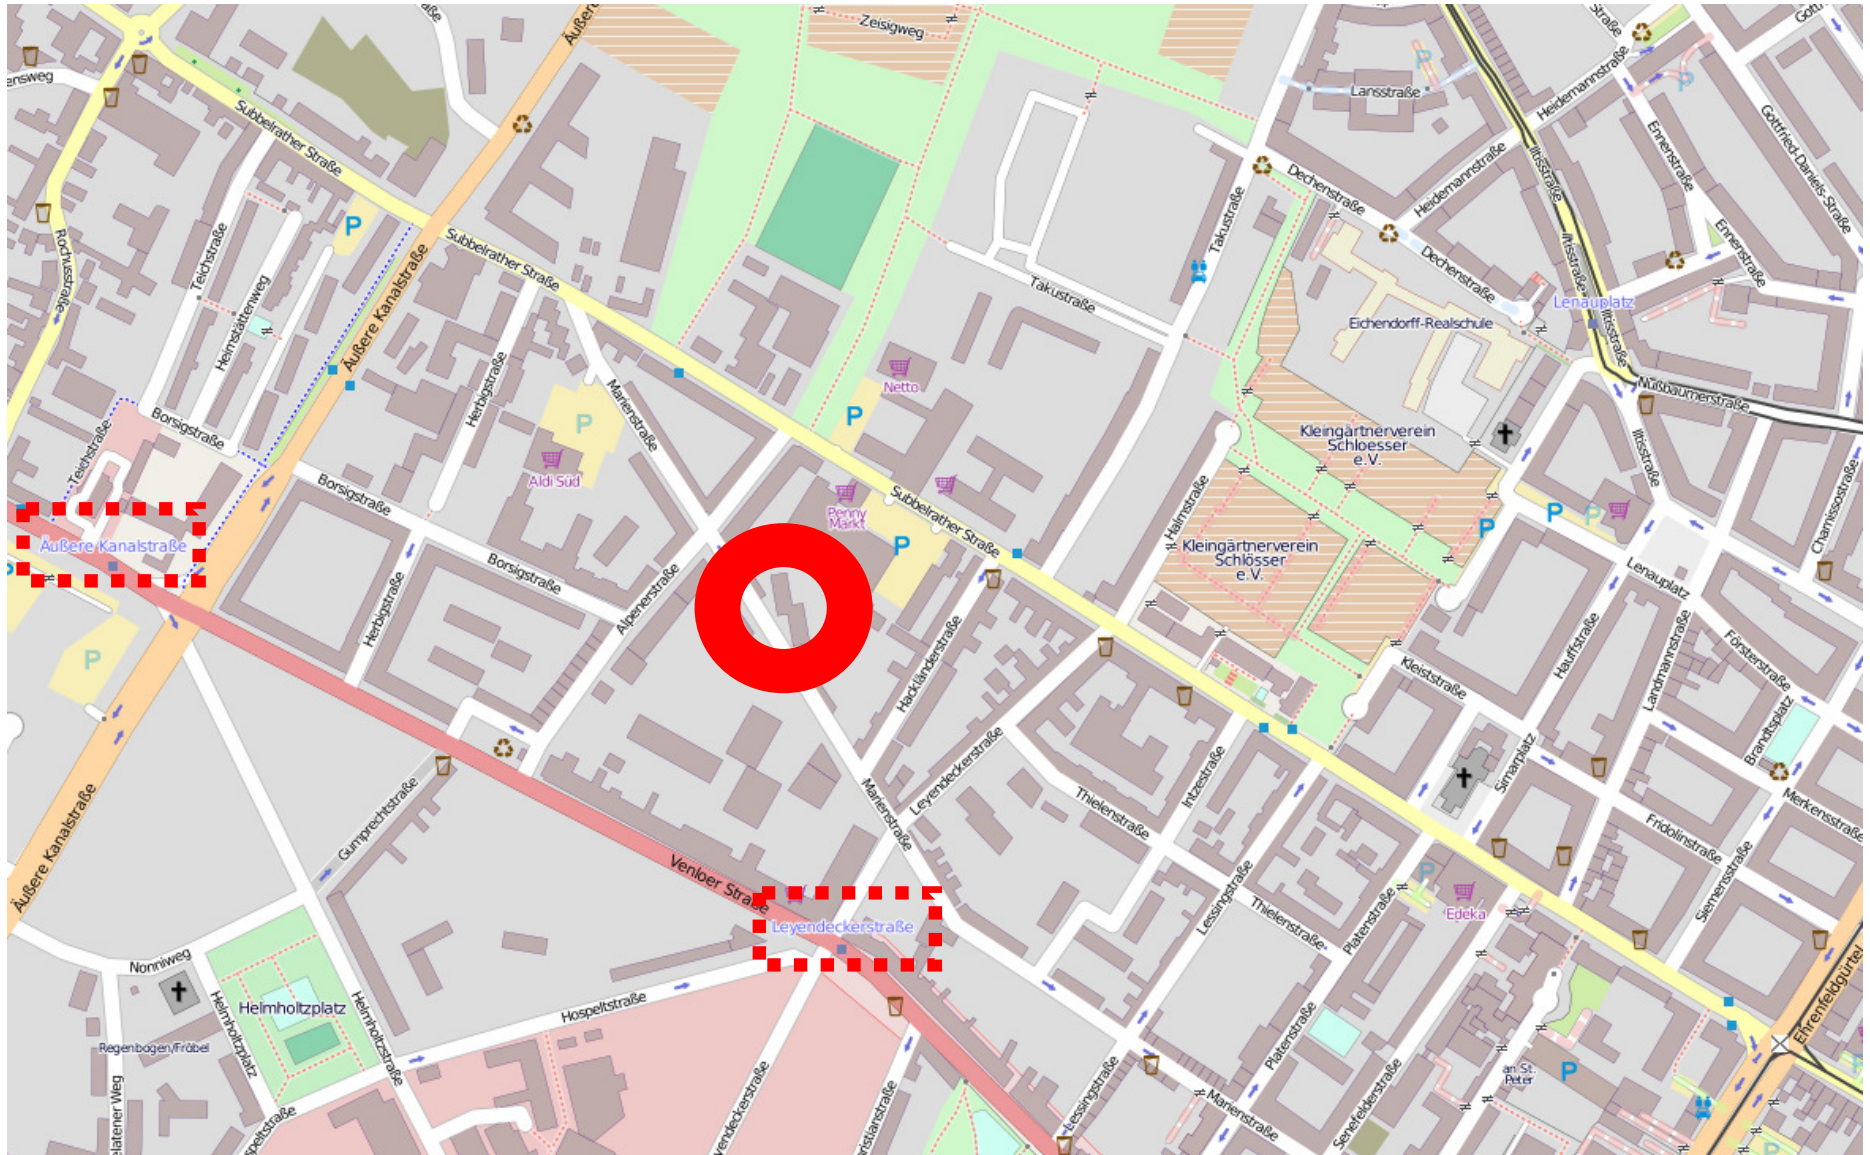 Zeisigweg
Lansstraße
Heidemannstraße
Gottfried-Daniels-Straße
Ennenstraße
Iltisstraße
Subbelrather Straße
Heidemannstraße
Dechenstraße
Takustraße
Rochusstraße
Teichstraße
Heimstättenweg
Äußere Kanalstraße
Subbelrather Straße
Herbigstraße
Takustraße
Dechenstraße
Ennenstraße
Iltisstraße
Lenauplatz
Iltisstraße
Eichendorff-Realschule
Nußbaumerstraße
P
Netto
P
Marienstraße
P
Borsigstraße
Teichstraße
Aldi Süd
Kleingärtnerverein
Schloesser
e.V.
Iltisstraße
Borsigstraße
Penny
Markt
Subbelrather Straße
Halmstraße
P
P
P
Chamissostraße
Äußere Kanalstraße
P
Kleingärtnerverein
Schlösser
e.V.
Borsigstraße
Herbigstraße
Alpenerstraße
Lenauplatz
P
Hackländerstraße
Kleiststraße
Hauffstraße
Landmannstraße
Försterstraße
Brandtsplatz
Leyendeckerstraße
Intzestraße
Simarplatz
Merkensstraße
Äußere Kanalstraße
Gumprechtstraße
Marienstraße
Thielenstraße
Fridolinstraße
Venloer Straße
Lessingstraße
Siemensstraße
Platenstraße
P
Edeka
Leyendeckerstraße
Thielenstraße
Ehrenfeldgürtel
Nonniweg
Helmholtzplatz
Helmholtzplatz
Helmholtzstraße
Hospeltstraße
Regenbogen/Fröbel
Platenstraße
an St.
Peter
P
Lessingstraße
Marienstraße
Senefelderstraße
P